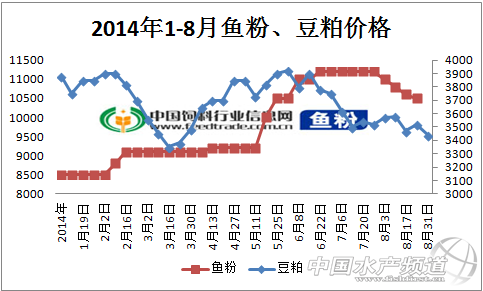 2014年1-8月鱼粉、豆粕价格
11500
11000
10500
10000
9500
9000
8500
8000
4000
3900
3800
3700
3600
3500
3400
3300
3200
3100
3000
中国饲料行业信息网
www.feedtrade.com.cn
鱼粉
2014年
1月19日
2月2日
2月16日
3月2日
3月16日
3月30日
4月13日
4月27日
5月11日
5月25日
6月8日
6月22日
7月6日
7月20日
8月3日
8月17日
8月31日
鱼粉
豆粕
中国水产频道
www.fishfirst.cn